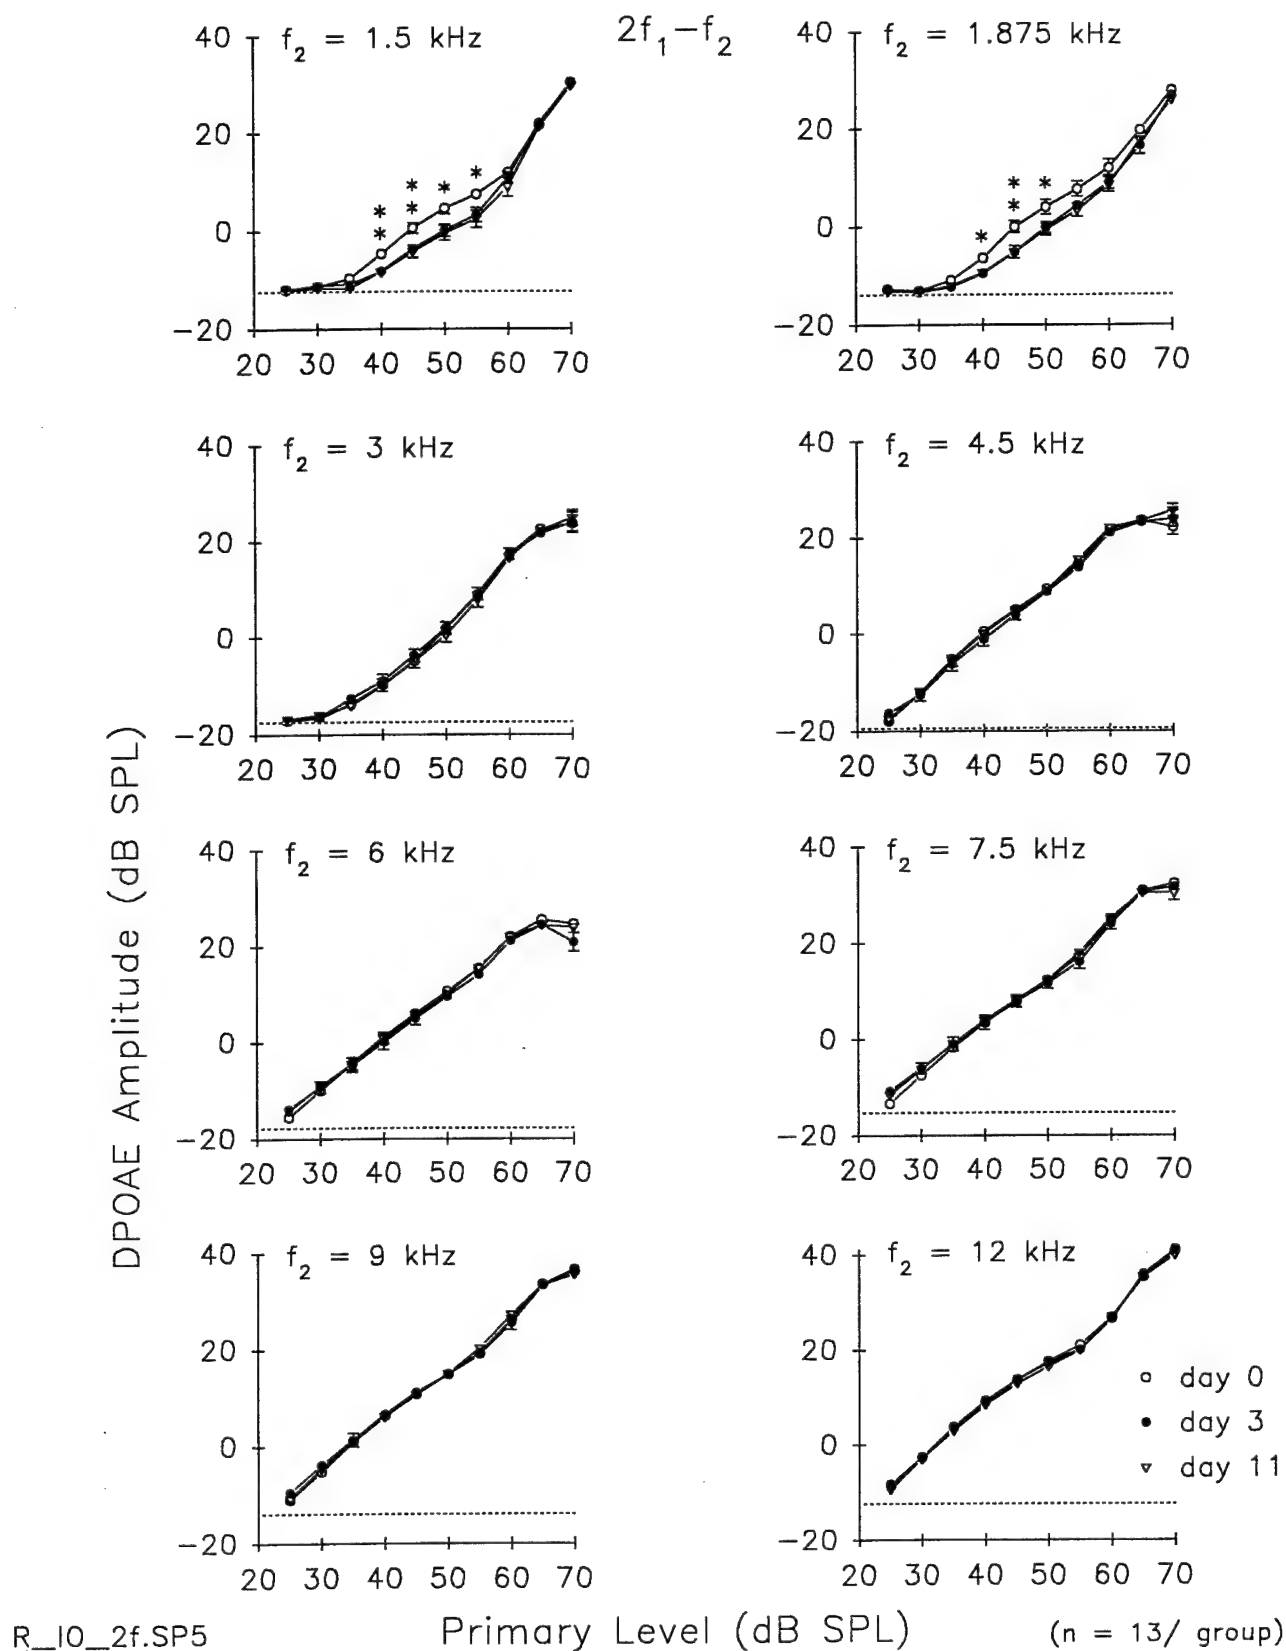 2f₁−f₂
f₂ = 1.5 kHz
40
20
0
−20
20 30 40 50 60 70
* * * * * *
f₂ = 1.875 kHz
40
20
0
−20
20 30 40 50 60 70
* * * *
f₂ = 3 kHz
40
20
0
−20
20 30 40 50 60 70
f₂ = 4.5 kHz
40
20
0
−20
20 30 40 50 60 70
f₂ = 6 kHz
40
20
0
−20
20 30 40 50 60 70
f₂ = 7.5 kHz
40
20
0
−20
20 30 40 50 60 70
f₂ = 9 kHz
40
20
0
−20
20 30 40 50 60 70
f₂ = 12 kHz
40
20
0
−20
20 30 40 50 60 70
day 0
day 3
day 11
DPOAE Amplitude (dB SPL)
Primary Level (dB SPL)
R_IO_2f.SP5
(n = 13/ group)